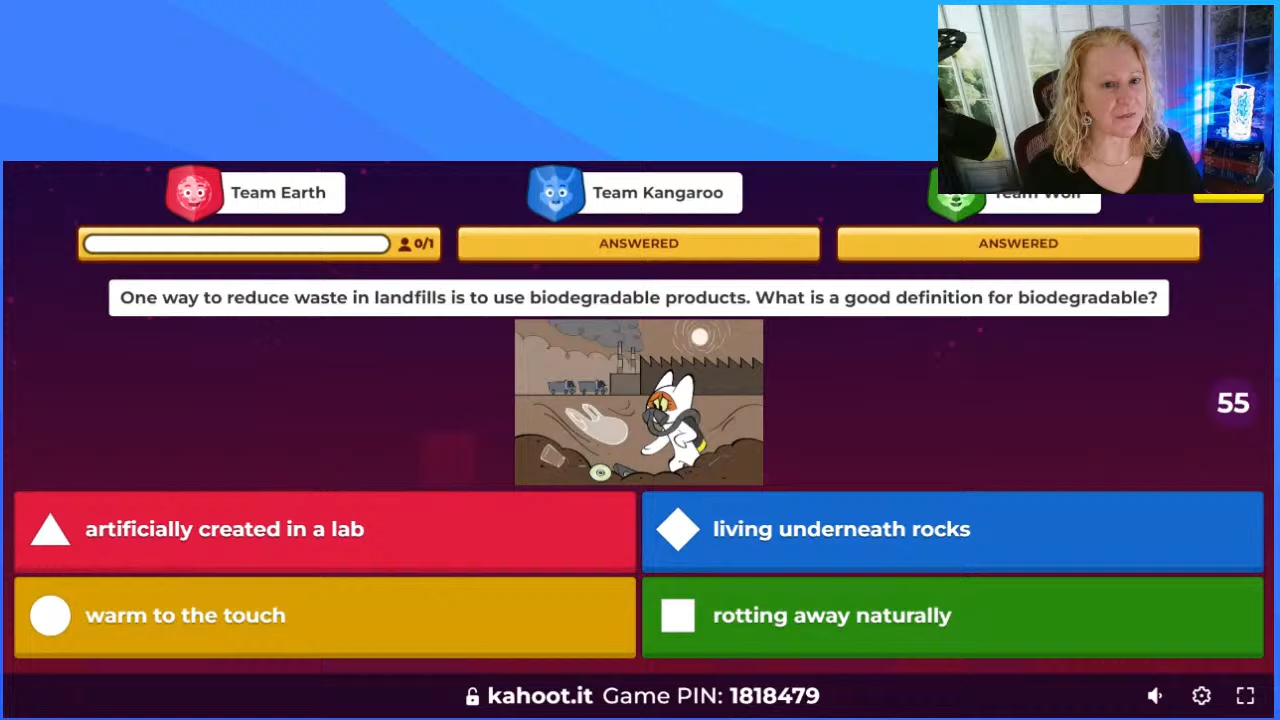 Team Earth
Team Kangaroo
Team Wolf
0/1
ANSWERED
ANSWERED
One way to reduce waste in landfills is to use biodegradable products. What is a good definition for biodegradable?
55
artificially created in a lab
living underneath rocks
warm to the touch
rotting away naturally
kahoot.it Game PIN: 1818479